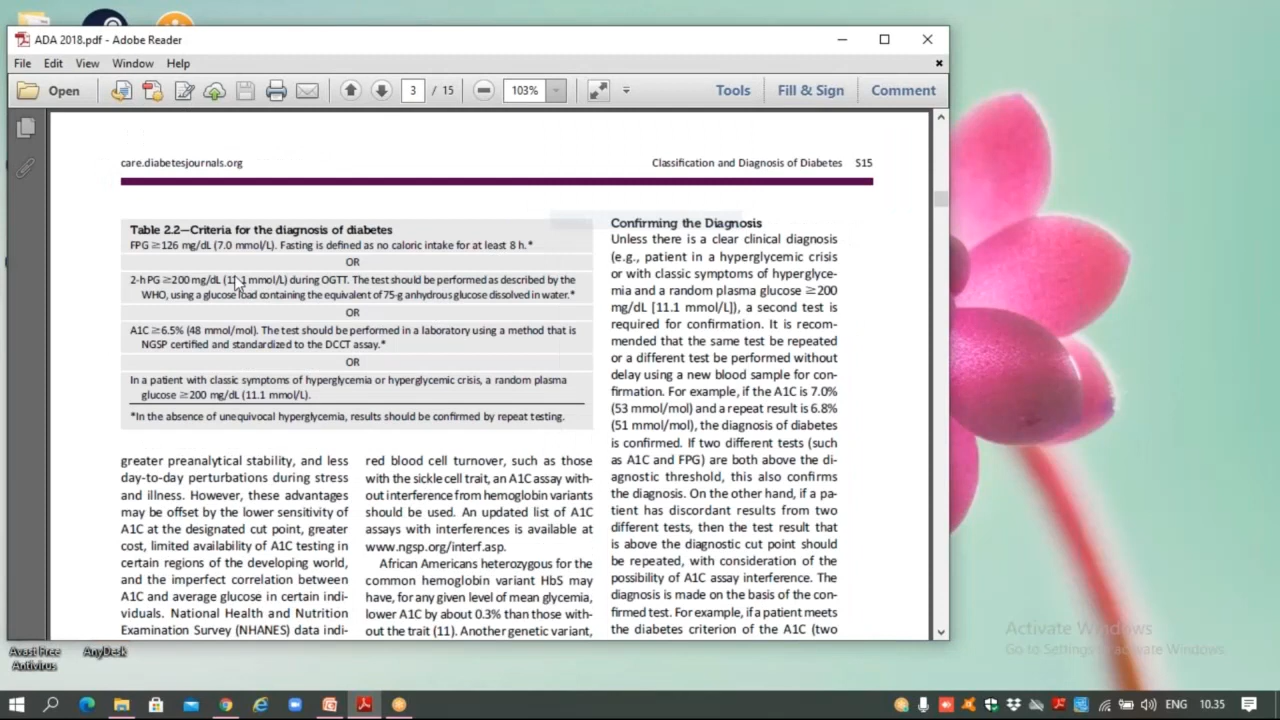 ADA 2018.pdf - Adobe Reader
File Edit View Window Help
Open
3 / 15
103%
Tools Fill & Sign Comment
care.diabetesjournals.org
Classification and Diagnosis of Diabetes S15
Table 2.2—Criteria for the diagnosis of diabetes
FPG ≥126 mg/dL (7.0 mmol/L). Fasting is defined as no caloric intake for at least 8 h.*
OR
2-h PG ≥200 mg/dL (11.1 mmol/L) during OGTT. The test should be performed as described by the
WHO, using a glucose load containing the equivalent of 75-g anhydrous glucose dissolved in water.*
OR
A1C ≥6.5% (48 mmol/mol). The test should be performed in a laboratory using a method that is
NGSP certified and standardized to the DCCT assay.*
OR
In a patient with classic symptoms of hyperglycemia or hyperglycemic crisis, a random plasma
glucose ≥200 mg/dL (11.1 mmol/L).
*In the absence of unequivocal hyperglycemia, results should be confirmed by repeat testing.
greater preanalytical stability, and less
day-to-day perturbations during stress
and illness. However, these advantages
may be offset by the lower sensitivity of
A1C at the designated cut point, greater
cost, limited availability of A1C testing in
certain regions of the developing world,
and the imperfect correlation between
A1C and average glucose in certain indi-
viduals. National Health and Nutrition
Examination Survey (NHANES) data indi-
red blood cell turnover, such as those
with the sickle cell trait, an A1C assay with-
out interference from hemoglobin variants
should be used. An updated list of A1C
assays with interferences is available at
www.ngsp.org/interf.asp.
African Americans heterozygous for the
common hemoglobin variant HbS may
have, for any given level of mean glycemia,
lower A1C by about 0.3% than those with-
out the trait (11). Another genetic variant,
Confirming the Diagnosis
Unless there is a clear clinical diagnosis
(e.g., patient in a hyperglycemic crisis
or with classic symptoms of hyperglyce-
mia and a random plasma glucose ≥200
mg/dL [11.1 mmol/L]), a second test is
required for confirmation. It is recom-
mended that the same test be repeated
or a different test be performed without
delay using a new blood sample for con-
firmation. For example, if the A1C is 7.0%
(53 mmol/mol) and a repeat result is 6.8%
(51 mmol/mol), the diagnosis of diabetes
is confirmed. If two different tests (such
as A1C and FPG) are both above the di-
agnostic threshold, this also confirms
the diagnosis. On the other hand, if a pa-
tient has discordant results from two
different tests, then the test result that
is above the diagnostic cut point should
be repeated, with consideration of the
possibility of A1C assay interference. The
diagnosis is made on the basis of the con-
firmed test. For example, if a patient meets
the diabetes criterion of the A1C (two
Activate Windows
Go to Settings to activate Windows.
Avast Free
Antivirus
AnyDesk
ENG 10.35